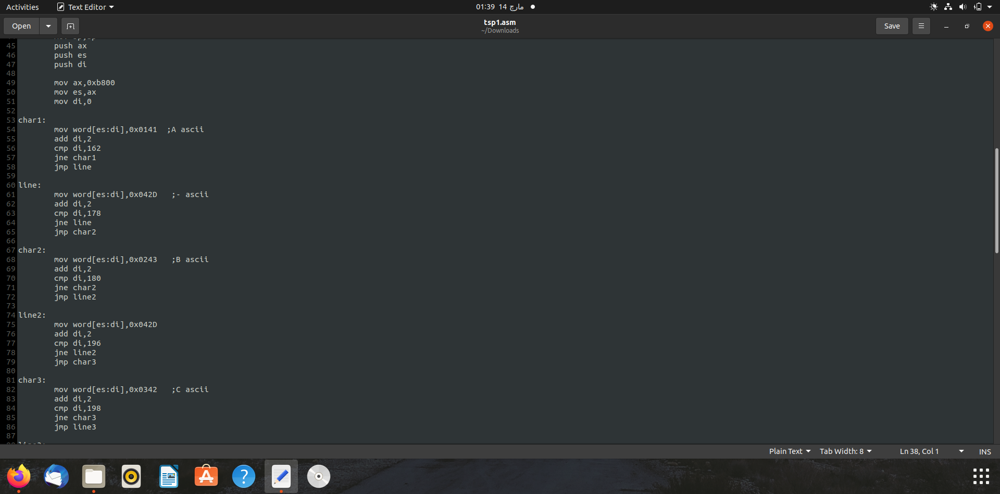 Activities
Text Editor
01:39 14 مارچ
Open
tsp1.asm
~/Downloads
Save
45 push ax
46 push es
47 push di
48
49 mov ax,0xb800
50 mov es,ax
51 mov di,0
52
53 char1:
54 mov word[es:di],0x0141 ;A ascii
55 add di,2
56 cmp di,162
57 jne char1
58 jmp line
59
60 line:
61 mov word[es:di],0x042D ;- ascii
62 add di,2
63 cmp di,178
64 jne line
65 jmp char2
66
67 char2:
68 mov word[es:di],0x0243 ;B ascii
69 add di,2
70 cmp di,180
71 jne char2
72 jmp line2
73
74 line2:
75 mov word[es:di],0x042D
76 add di,2
77 cmp di,196
78 jne line2
79 jmp char3
80
81 char3:
82 mov word[es:di],0x0342 ;C ascii
83 add di,2
84 cmp di,198
85 jne char3
86 jmp line3
87
Plain Text
Tab Width: 8
Ln 38, Col 1
INS